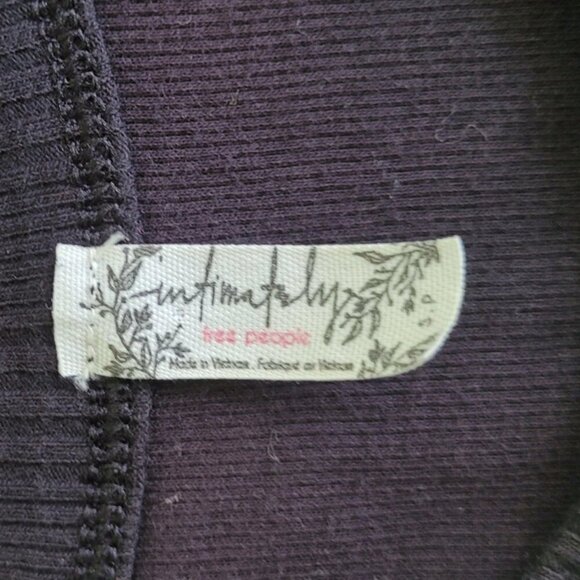 intimately
free people
Made in Vietnam. Fabriqué au Vietnam
S.P